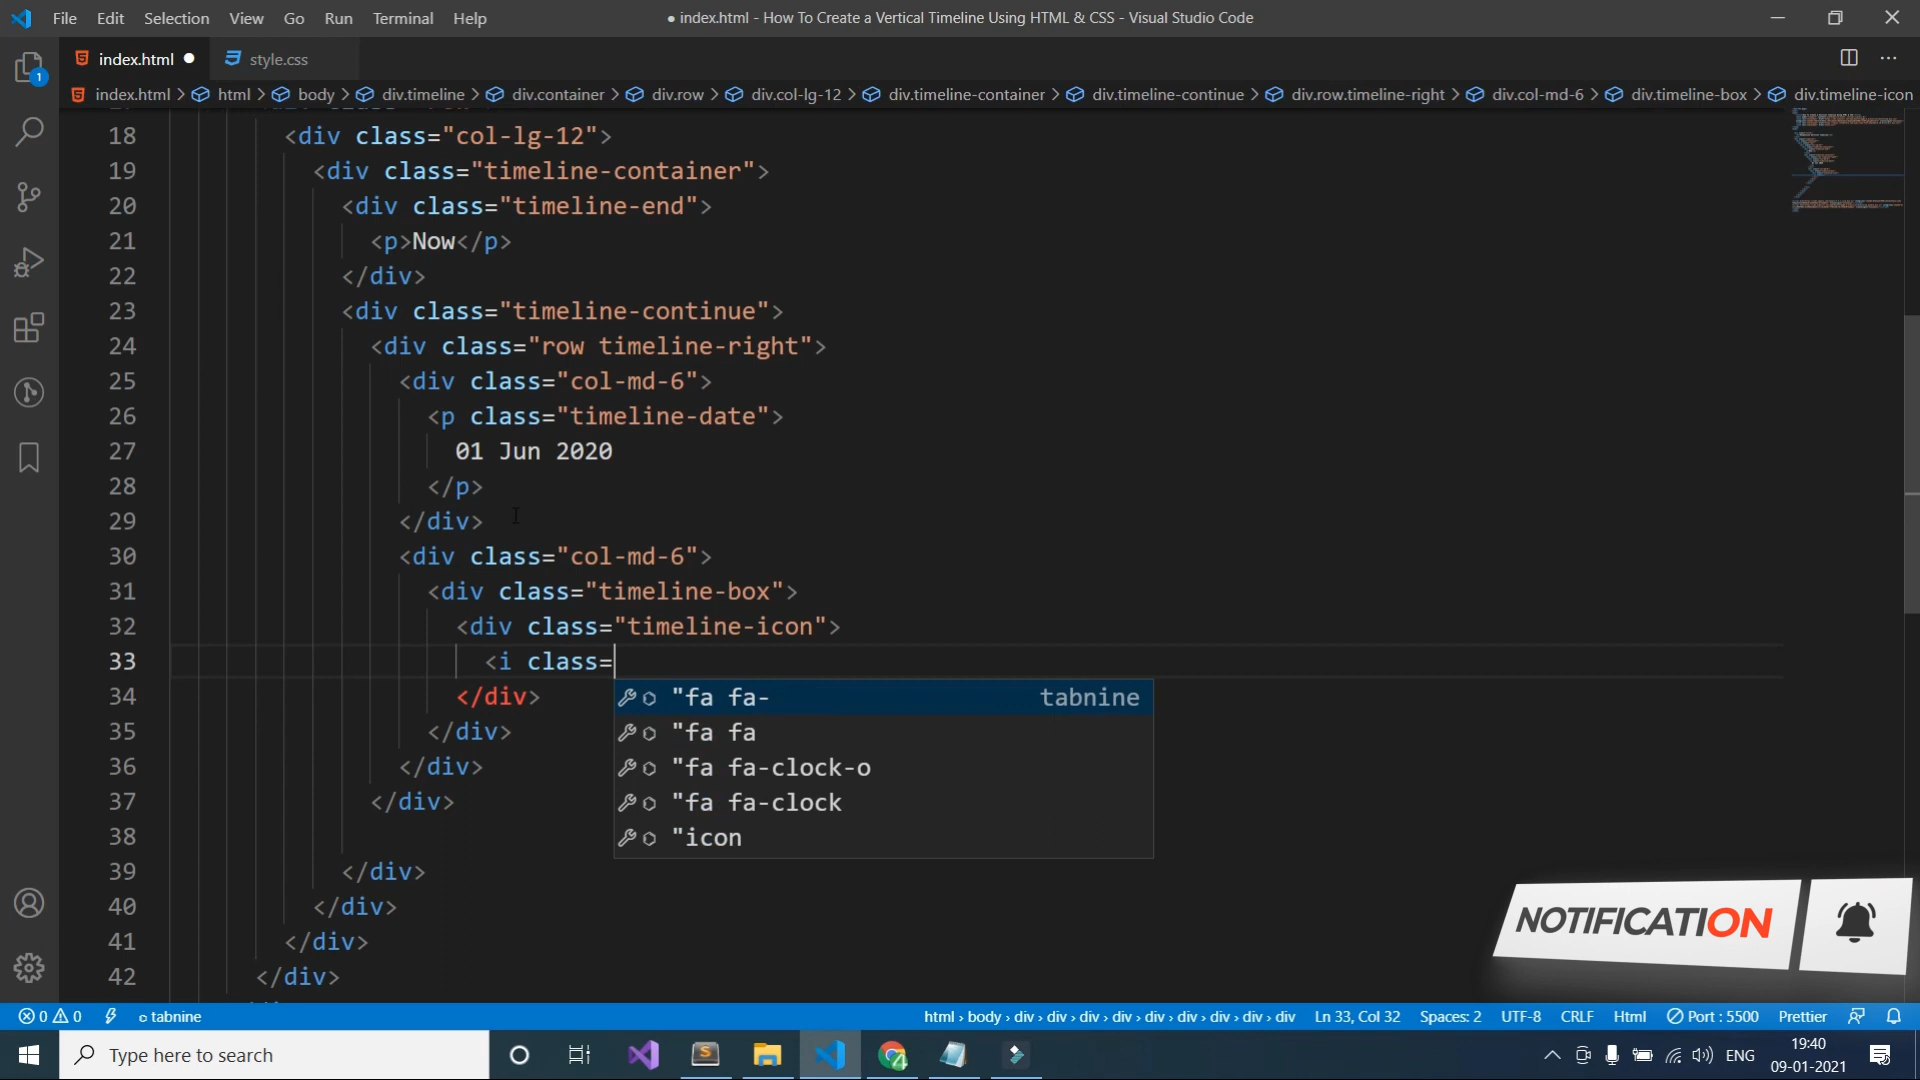 File Edit Selection View Go Run Terminal Help
● index.html - How To Create a Vertical Timeline Using HTML & CSS - Visual Studio Code
index.html ●
style.css
index.html > html > body > div.timeline > div.container > div.row > div.col-lg-12 > div.timeline-container > div.timeline-continue > div.row.timeline-right > div.col-md-6 > div.timeline-box > div.timeline-icon
1
18 <div class="col-lg-12">
19 <div class="timeline-container">
20 <div class="timeline-end">
21 <p>Now</p>
22 </div>
23 <div class="timeline-continue">
24 <div class="row timeline-right">
25 <div class="col-md-6">
26 <p class="timeline-date">
27 01 Jun 2020
28 </p>
29 </div>
30 <div class="col-md-6">
31 <div class="timeline-box">
32 <div class="timeline-icon">
33 <i class=
34 </div>
"fa fa- tabnine
35 </div>
"fa fa
36 </div>
"fa fa-clock-o
37 </div>
"fa fa-clock
38
"icon
39 </div>
40 </div>
41 </div>
42 </div>
NOTIFICATION
0 0 tabnine
html › body › div › div › div › div › div › div › div › div › div › div
Ln 33, Col 32 Spaces: 2 UTF-8 CRLF Html Port : 5500 Prettier
Type here to search
ENG
19:40
09-01-2021